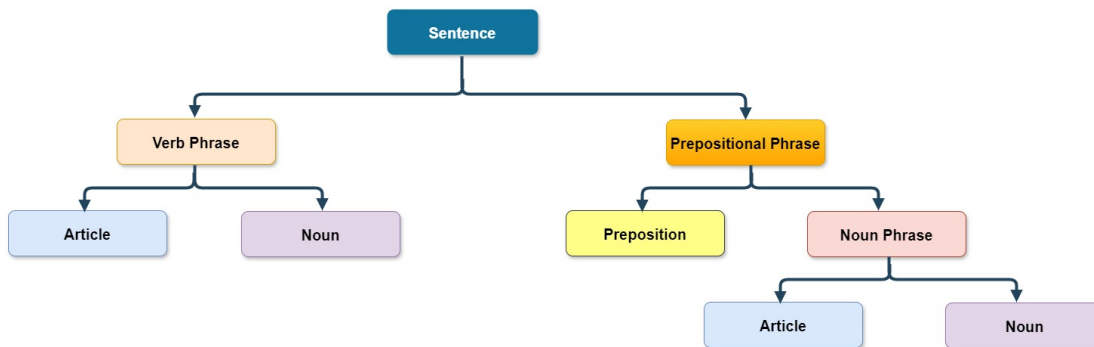 Sentence
Verb Phrase
Prepositional Phrase
Article
Noun
Preposition
Noun Phrase
Article
Noun